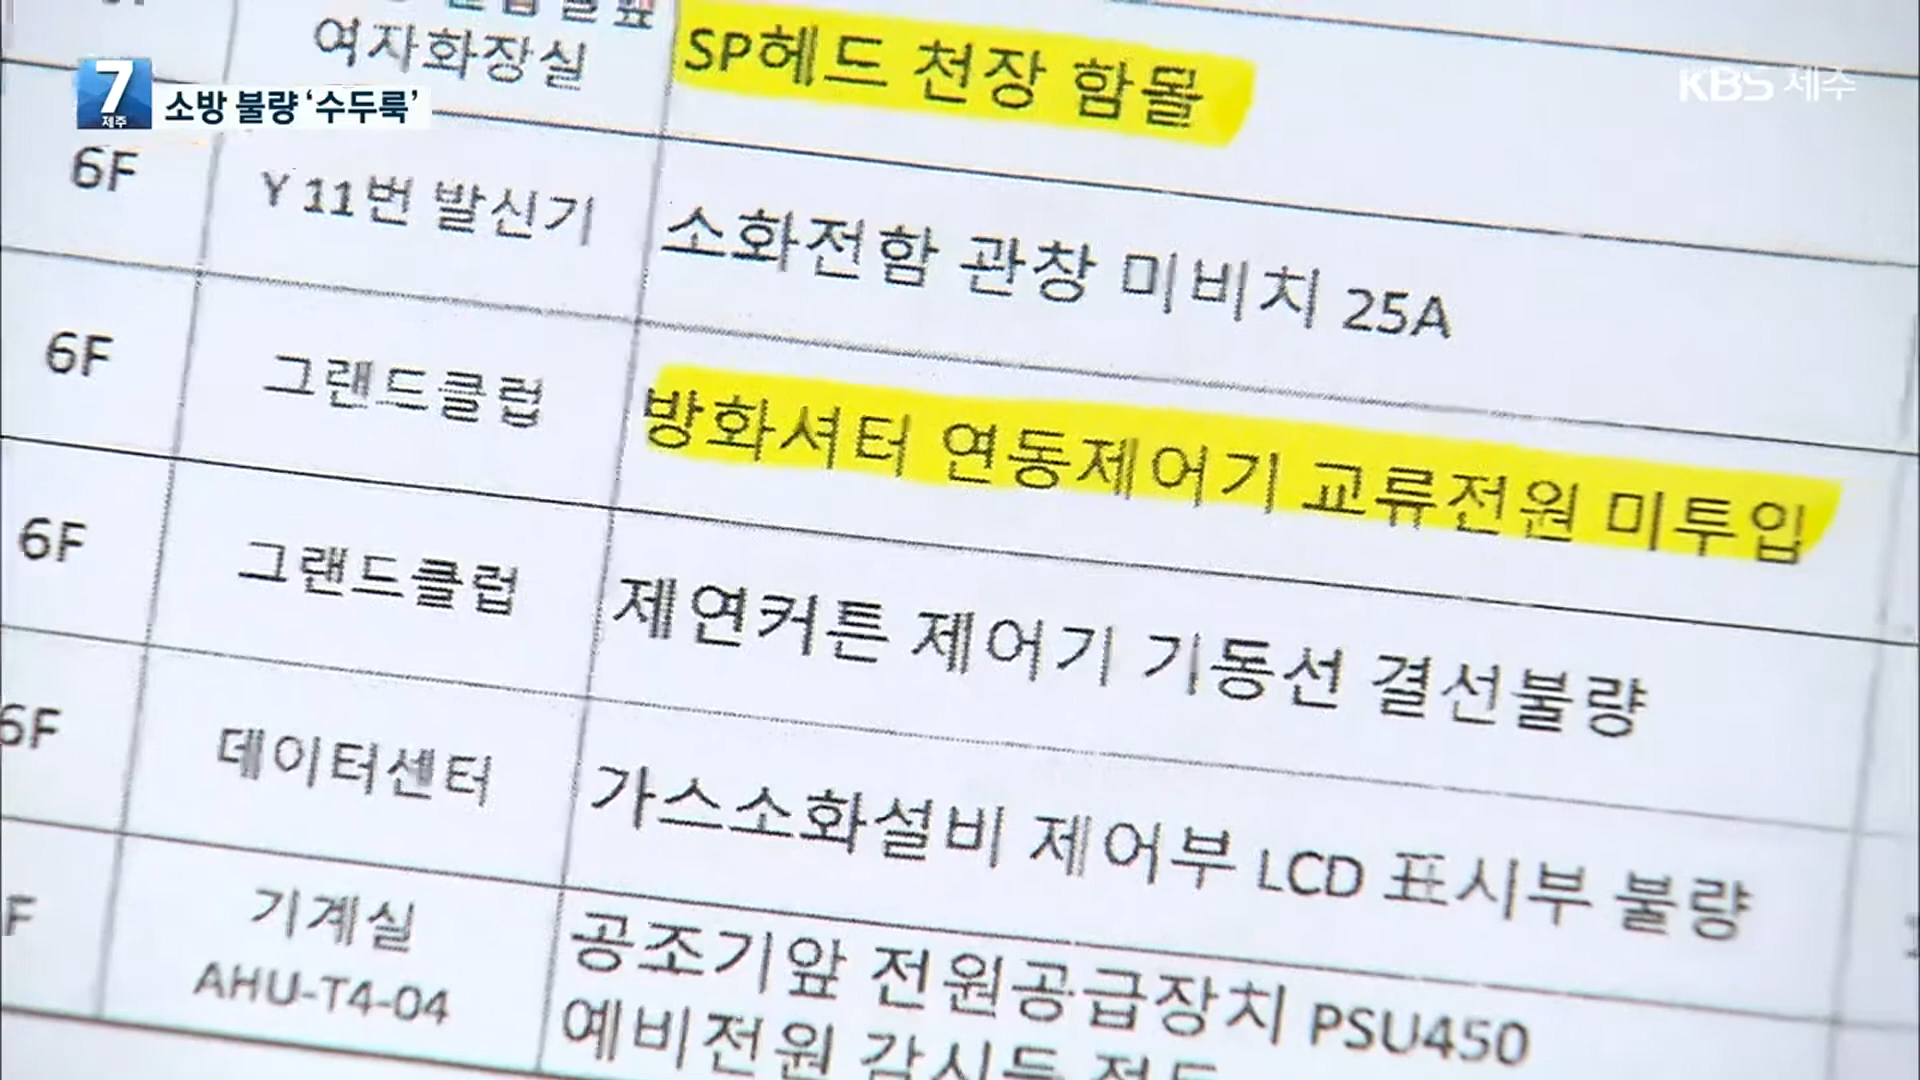 여자화장실 SP헤드 천장 함몰
7 제주 소방 불량 ‘수두룩’
KBS 제주
6F Y 11번 발신기 소화전함 관창 미비치 25A
6F 그랜드클럽 방화셔터 연동제어기 교류전원 미투입
6F 그랜드클럽 제연커튼 제어기 기동선 결선불량
6F 데이터센터 가스소화설비 제어부 LCD 표시부 불량
F 기계실 공조기앞 전원공급장치 PSU450
AHU-T4-04 예비전원